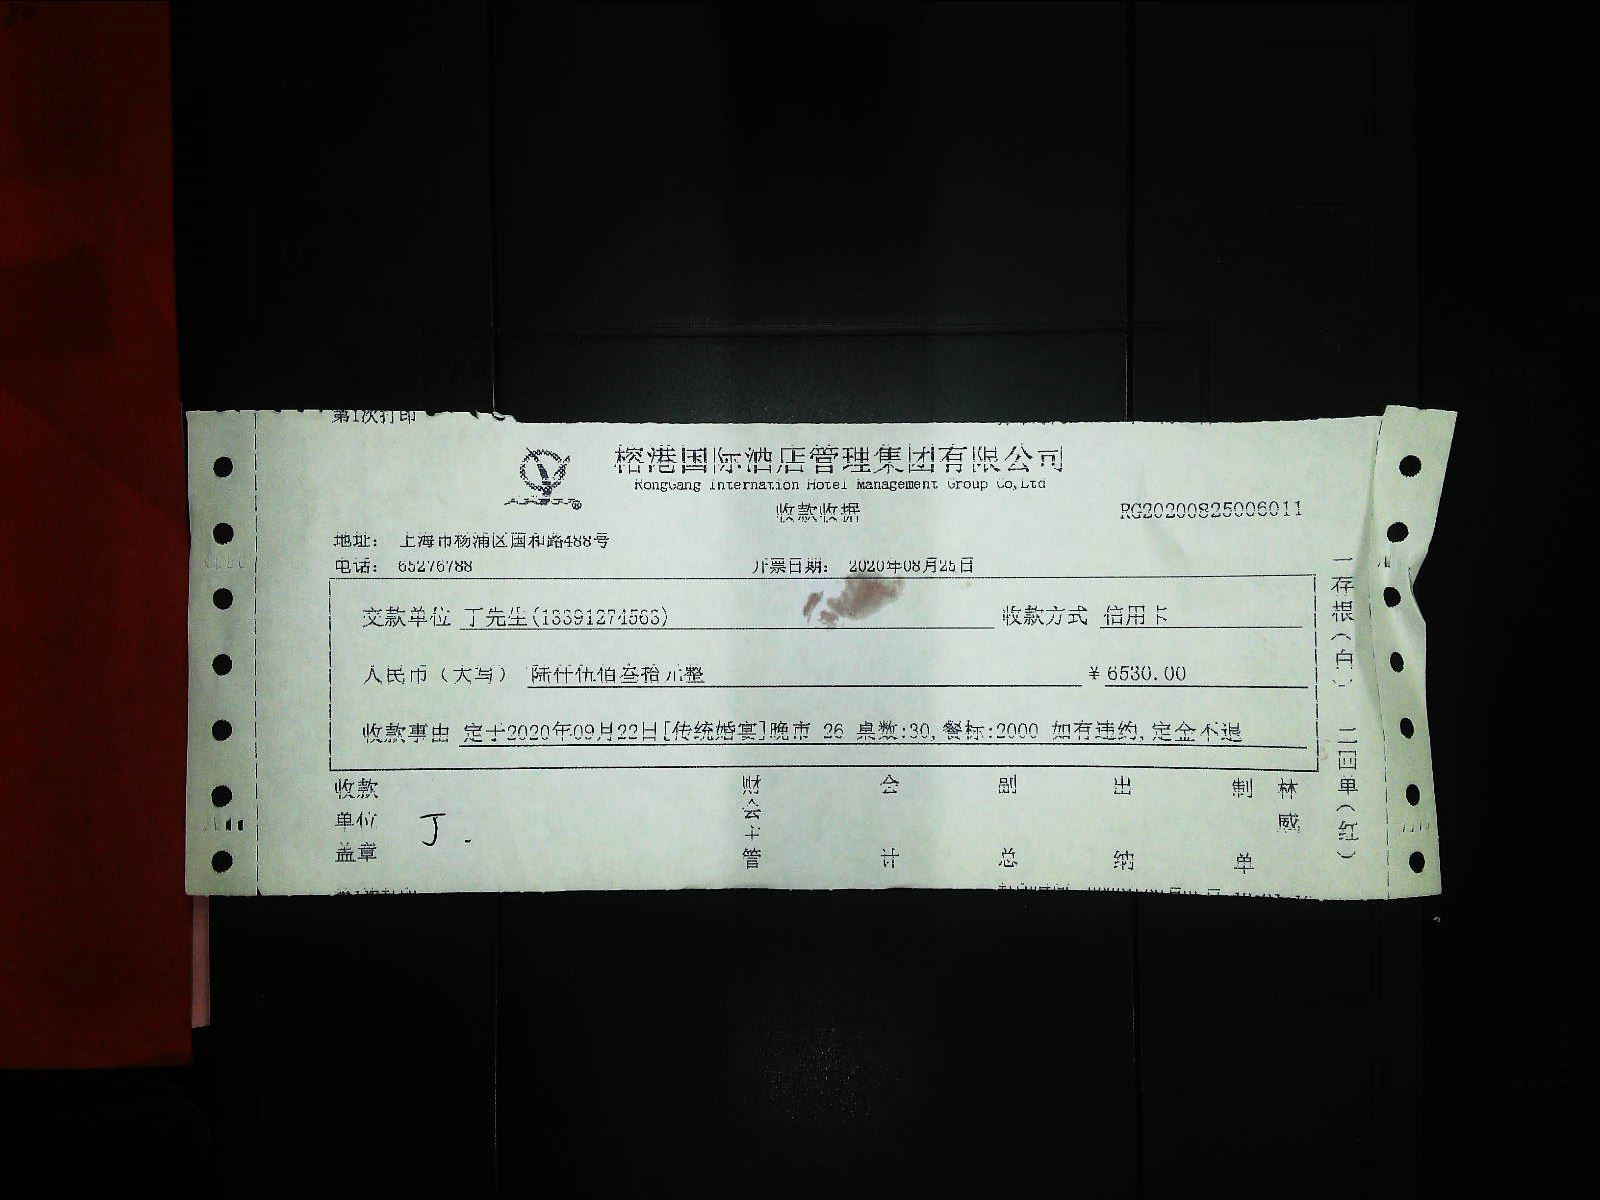 第1次打印
榕港国际酒店管理集团有限公司
RongGang Internation Hotel Management Group Co,Ltd
收款收据
RG20200825006011
地址： 上海市杨浦区国和路488号
电话： 65276788 开票日期： 2020年08月25日
交款单位 丁先生(13391274563) 收款方式 信用卡
人民币（大写） 陆仟伍佰叁拾元整 ¥6530.00
收款事由 定于2020年09月22日[传统婚宴]晚市 26 桌数:30,餐标:2000 如有违约,定金不退
收款单位盖章 丁. 财会主管 会计 副总 出纳 制单 林威
一存根（白） 二回单（红）